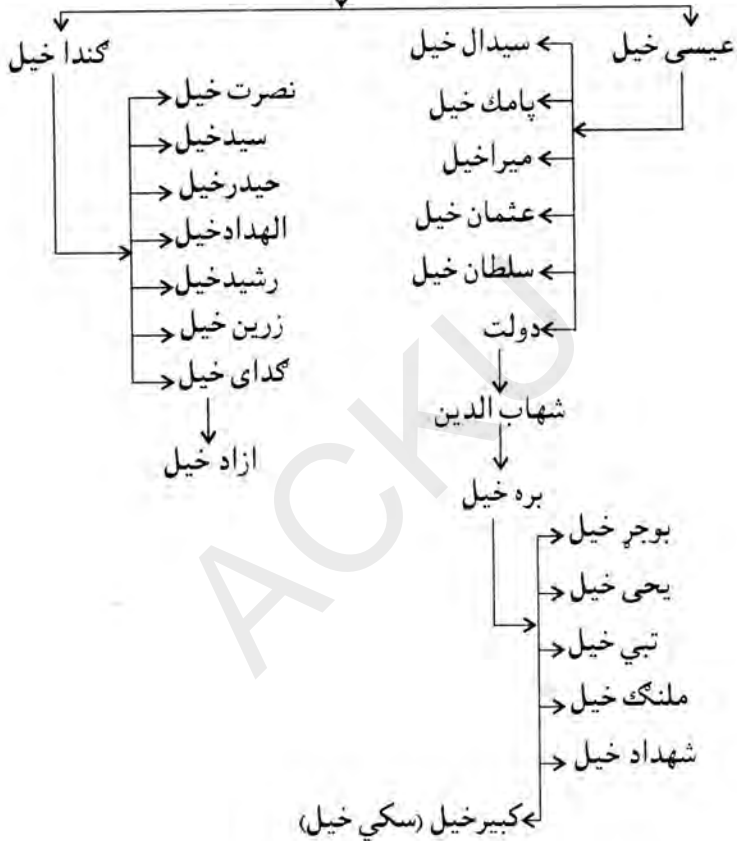 عیسی خیل
سیدال خیل
پامك خیل
میراخیل
عثمان خیل
سلطان خیل
دولت
شهاب الدین
بره خیل
بوجړ خیل
یحی خیل
تبي خیل
ملنګ خیل
شهداد خیل
کبیرخیل (سکي خیل)
ګندا خیل
نصرت خیل
سیدخیل
حیدرخیل
الهدادخیل
رشیدخیل
زرین خیل
ګدای خیل
ازاد خیل
ACKU